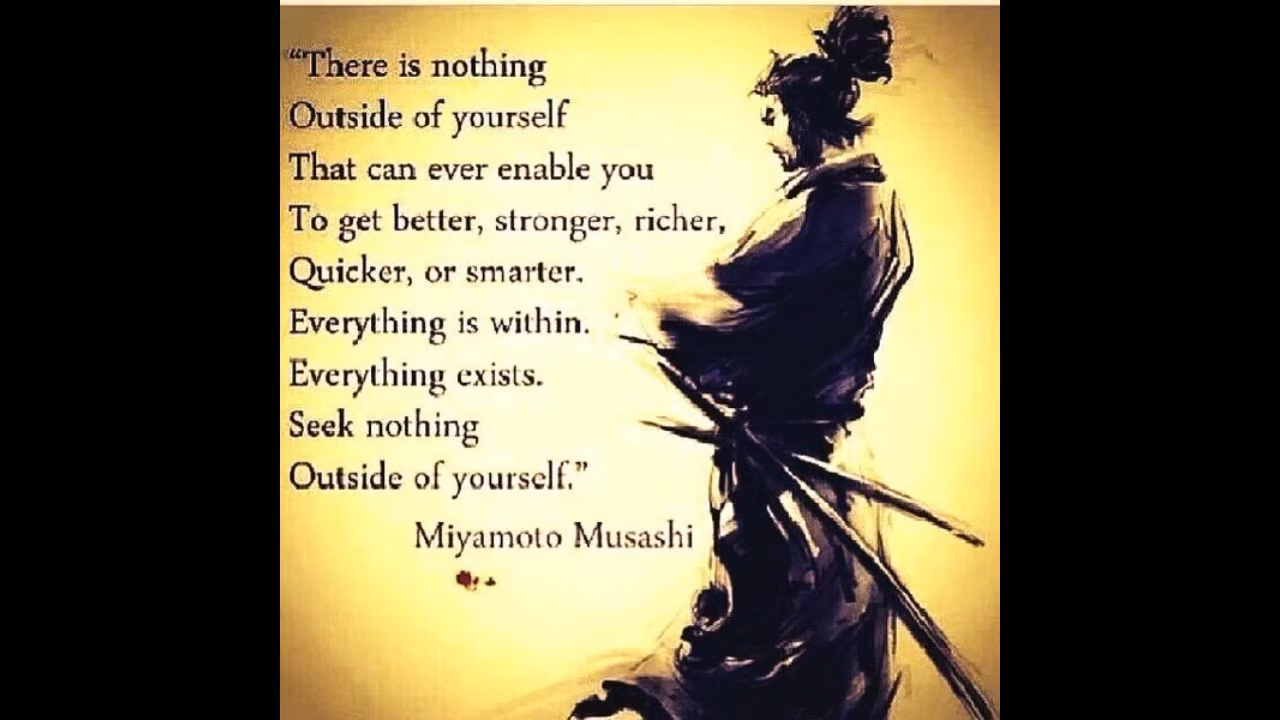 “There is nothing
Outside of yourself
That can ever enable you
To get better, stronger, richer,
Quicker, or smarter.
Everything is within.
Everything exists.
Seek nothing
Outside of yourself.”
Miyamoto Musashi